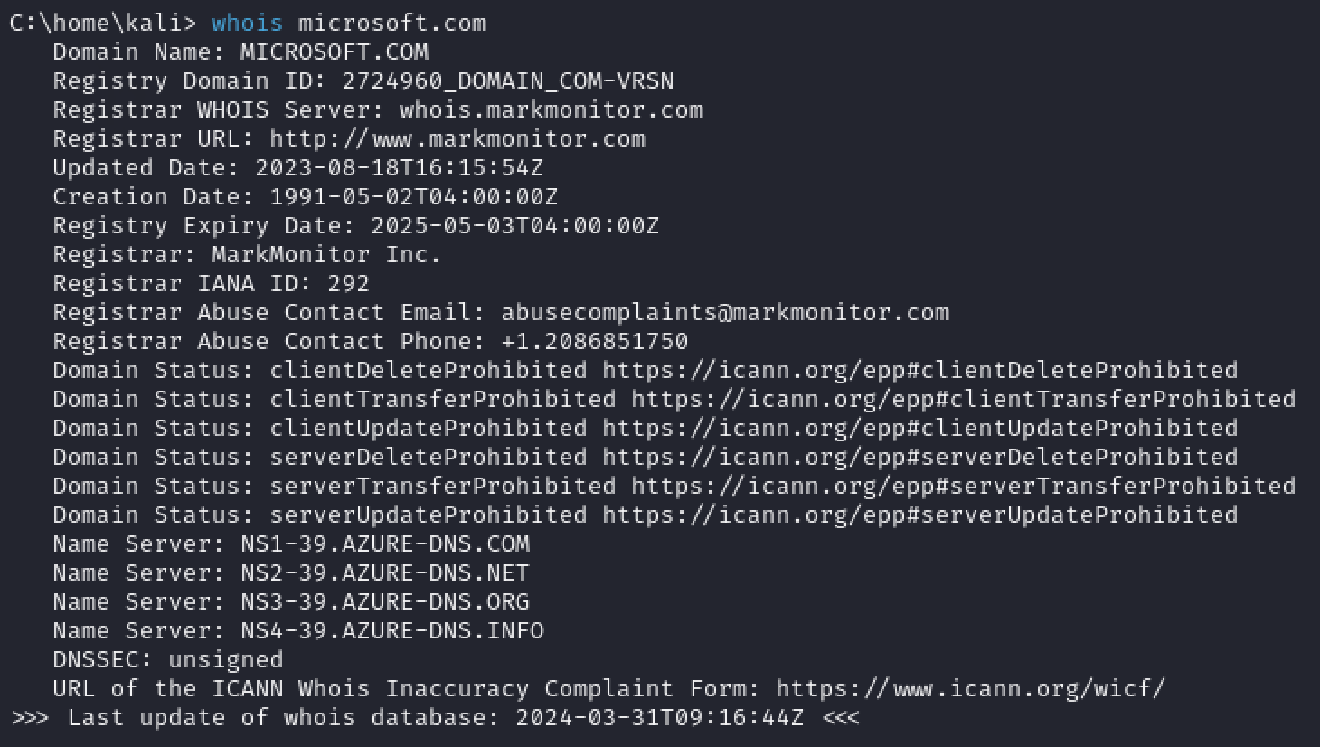 C:\home\kali> whois microsoft.com
Domain Name: MICROSOFT.COM
Registry Domain ID: 2724960_DOMAIN_COM-VRSN
Registrar WHOIS Server: whois.markmonitor.com
Registrar URL: http://www.markmonitor.com
Updated Date: 2023-08-18T16:15:54Z
Creation Date: 1991-05-02T04:00:00Z
Registry Expiry Date: 2025-05-03T04:00:00Z
Registrar: MarkMonitor Inc.
Registrar IANA ID: 292
Registrar Abuse Contact Email: abusecomplaints@markmonitor.com
Registrar Abuse Contact Phone: +1.2086851750
Domain Status: clientDeleteProhibited https://icann.org/epp#clientDeleteProhibited
Domain Status: clientTransferProhibited https://icann.org/epp#clientTransferProhibited
Domain Status: clientUpdateProhibited https://icann.org/epp#clientUpdateProhibited
Domain Status: serverDeleteProhibited https://icann.org/epp#serverDeleteProhibited
Domain Status: serverTransferProhibited https://icann.org/epp#serverTransferProhibited
Domain Status: serverUpdateProhibited https://icann.org/epp#serverUpdateProhibited
Name Server: NS1-39.AZURE-DNS.COM
Name Server: NS2-39.AZURE-DNS.NET
Name Server: NS3-39.AZURE-DNS.ORG
Name Server: NS4-39.AZURE-DNS.INFO
DNSSEC: unsigned
URL of the ICANN Whois Inaccuracy Complaint Form: https://www.icann.org/wicf/
>>> Last update of whois database: 2024-03-31T09:16:44Z <<<